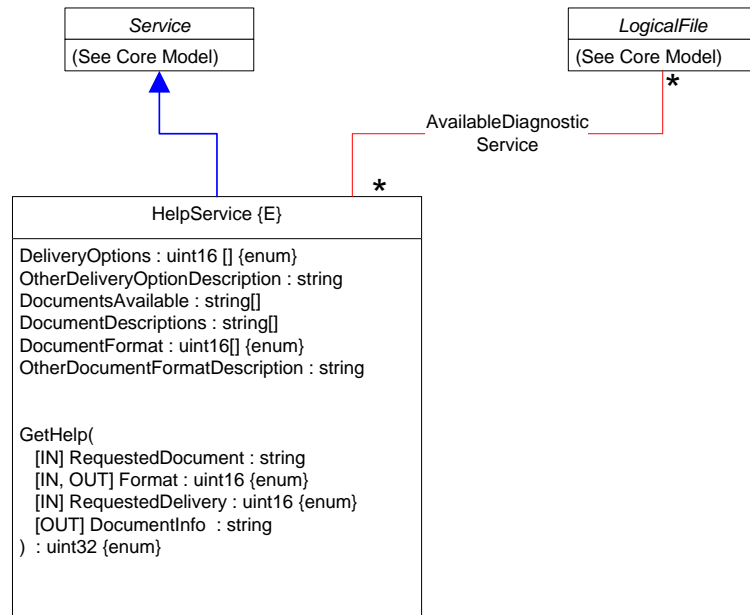 Service
(See Core Model)
LogicalFile
(See Core Model)
*
AvailableDiagnostic
Service
*
HelpService {E}
DeliveryOptions : uint16 [] {enum}
OtherDeliveryOptionDescription : string
DocumentsAvailable : string[]
DocumentDescriptions : string[]
DocumentFormat : uint16[] {enum}
OtherDocumentFormatDescription : string
GetHelp(
[IN] RequestedDocument : string
[IN, OUT] Format : uint16 {enum}
[IN] RequestedDelivery : uint16 {enum}
[OUT] DocumentInfo : string
) : uint32 {enum}